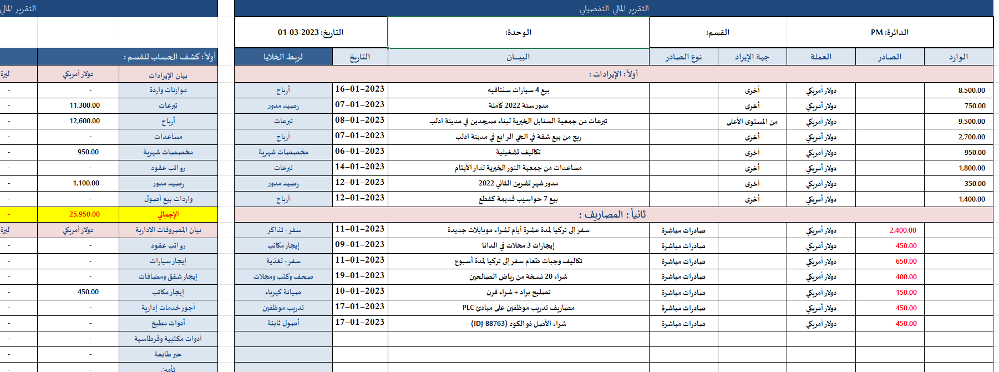 التقرير المالي التفصيلي
الدائرة: PM القسم: الوحدة: التاريخ: 2023-03-01
الوارد الصادر العملة جهة الإيراد نوع الصادر البيـــان التاريخ لربط الخلايا
أولاً: الإيرادات :
8,500.00 دولار أمريكي أخرى بيع 4 سيارات سنتافيه 16-01-2023 أرباح
750.00 دولار أمريكي أخرى مدور سنة 2022 كاملة 07-01-2023 رصيد مدور
9,500.00 دولار أمريكي من المستوى الأعلى تبرعات من جمعية السنابل الخيرية لبناء مسجدين في مدينة ادلب 08-01-2023 تبرعات
2,700.00 دولار أمريكي أخرى ربح من بيع شقة في الحي الرابع في مدينة ادلب 07-01-2023 أرباح
950.00 دولار أمريكي أخرى تكاليف تشغيلية 06-01-2023 مخصصات شهرية
1,800.00 دولار أمريكي أخرى مساعدات من جمعية النور الخيرية لدار الأيتام 14-01-2023 تبرعات
350.00 دولار أمريكي أخرى مدور شهر تشرين الثاني 2022 12-01-2023 رصيد مدور
1,400.00 دولار أمريكي أخرى بيع 7 حواسيب قديمة كقطع 12-01-2023 أرباح
ثانياً : المصاريف :
2,400.00 دولار أمريكي صادرات مباشرة سفر إلى تركيا لمدة عشرة أيام لشراء موبايلات جديدة 11-01-2023 سفر - تذاكر
450.00 دولار أمريكي صادرات مباشرة إيجارات 3 محلات في الدانا 09-01-2023 إيجار مكاتب
650.00 دولار أمريكي صادرات مباشرة تكاليف وجبات طعام سفر إلى تركيا لمدة أسبوع 11-01-2023 سفر - تغذية
400.00 دولار أمريكي صادرات مباشرة شراء 20 نسخة من رياض الصالحين 19-01-2023 صحف وكتب ومجلات
150.00 دولار أمريكي صادرات مباشرة تصليح براد + شراء فرن 10-01-2023 صيانة كهرباء
450.00 دولار أمريكي صادرات مباشرة مصاريف تدريب موظفين على مبادئ PLC 17-01-2023 تدريب موظفين
450.00 دولار أمريكي صادرات مباشرة شراء الأصل ذو الكود (IDJ-88763) 17-01-2023 أصول ثابتة
التقرير المالي
أولاً: كشف الحساب للقسم :
بيان الإيرادات دولار أمريكي ليرة
موازنات واردة - -
تبرعات 11,300.00 -
أرباح 12,600.00 -
مساعدات - -
مخصصات شهرية 950.00 -
رواتب عقود - -
رصيد مدور 1,100.00 -
واردات بيع أصول - -
الإجمالي 25,950.00 -
بيان المصروفات الإدارية دولار أمريكي ليرة
رواتب عقود - -
إيجار سيارات - -
إيجار شقق ومضافات - -
إيجار مكاتب 450.00 -
أجور خدمات إدارية - -
أدوات مطبخ - -
أدوات مكتبية وقرطاسية - -
حبر طابعة - -
تأمين - -